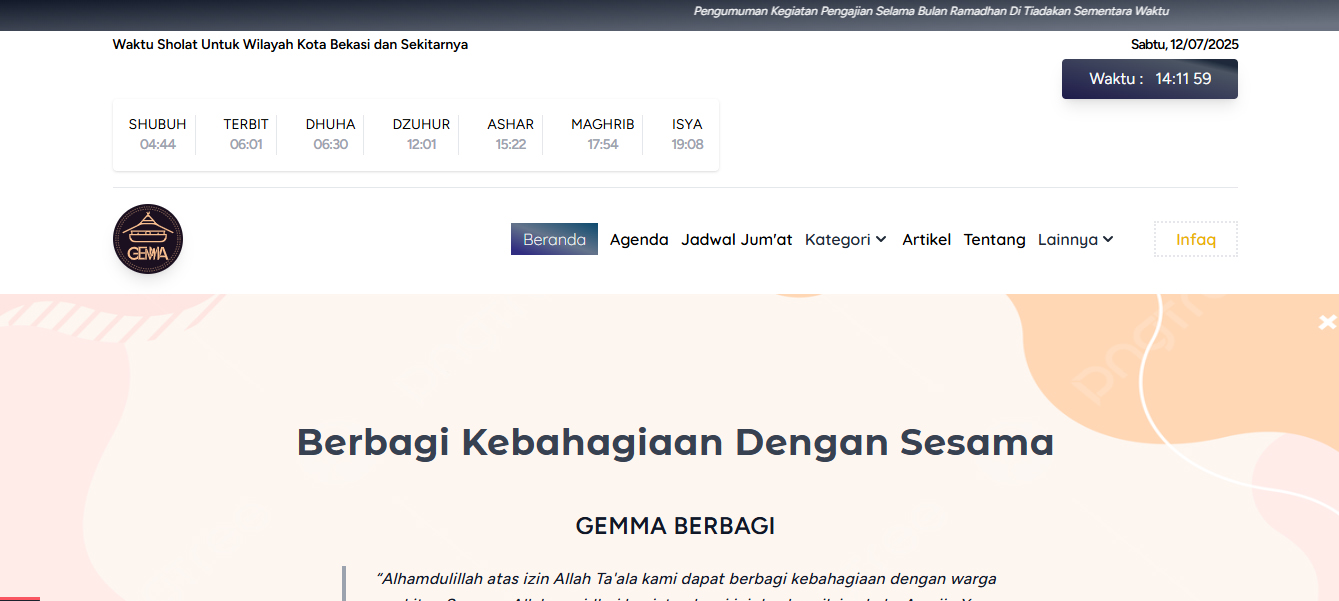 Pengumuman Kegiatan Pengajian Selama Bulan Ramadhan Di Tiadakan Sementara Waktu
Waktu Sholat Untuk Wilayah Kota Bekasi dan Sekitarnya
Sabtu, 12/07/2025
Waktu : 14:11 59
SHUBUH TERBIT DHUHA DZUHUR ASHAR MAGHRIB ISYA
04:44 06:01 06:30 12:01 15:22 17:54 19:08
GEMMA
Beranda Agenda Jadwal Jum'at Kategori Artikel Tentang Lainnya Infaq
pngtree
Berbagi Kebahagiaan Dengan Sesama
GEMMA BERBAGI
“Alhamdulillah atas izin Allah Ta'ala kami dapat berbagi kebahagiaan dengan warga